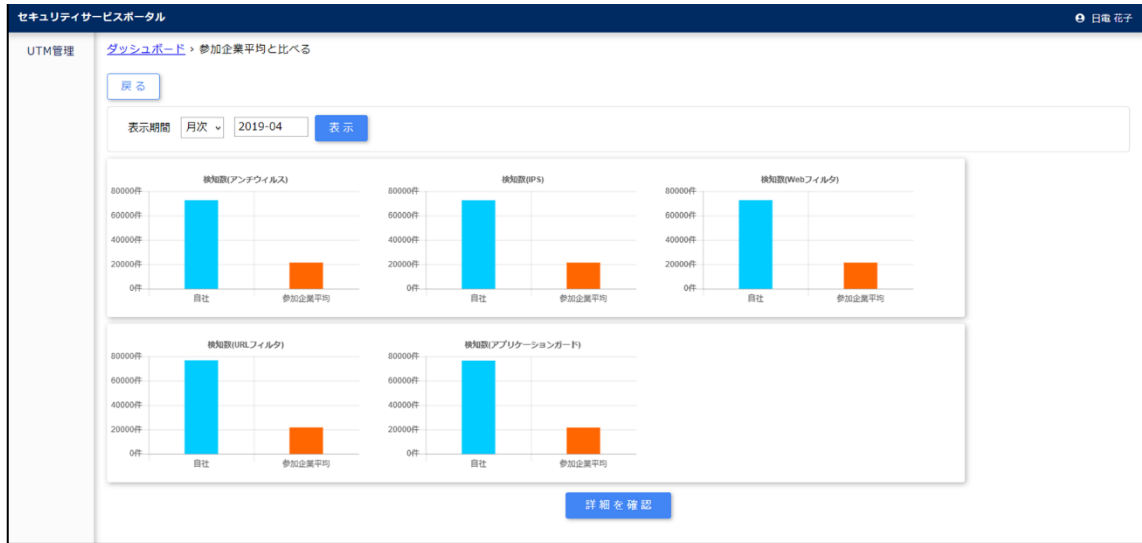 セキュリティサービスポータル
日電 花子
UTM管理
ダッシュボード › 参加企業平均と比べる
戻る
表示期間 月次 2019-04 表示
検知数(アンチウィルス)
80000件
60000件
40000件
20000件
0件
自社 参加企業平均
検知数(IPS)
80000件
60000件
40000件
20000件
0件
自社 参加企業平均
検知数(Webフィルタ)
80000件
60000件
40000件
20000件
0件
自社 参加企業平均
検知数(URLフィルタ)
80000件
60000件
40000件
20000件
0件
自社 参加企業平均
検知数(アプリケーションガード)
80000件
60000件
40000件
20000件
0件
自社 参加企業平均
詳細を確認